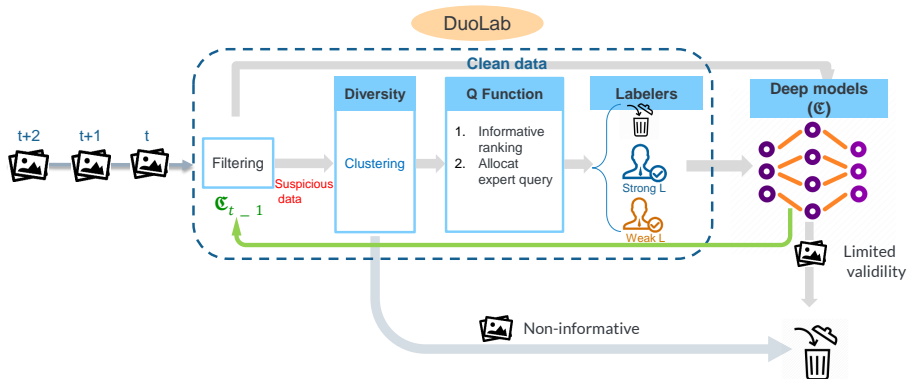 DuoLab
Clean data
Diversity
Q Function
Labelers
Deep models
(ℭ)
t+2
t+1
t
Filtering
Suspicious
data
ℭt _ 1
Clustering
1. Informative
ranking
2. Allocat
expert query
Strong L
Weak L
Limited
validility
Non-informative